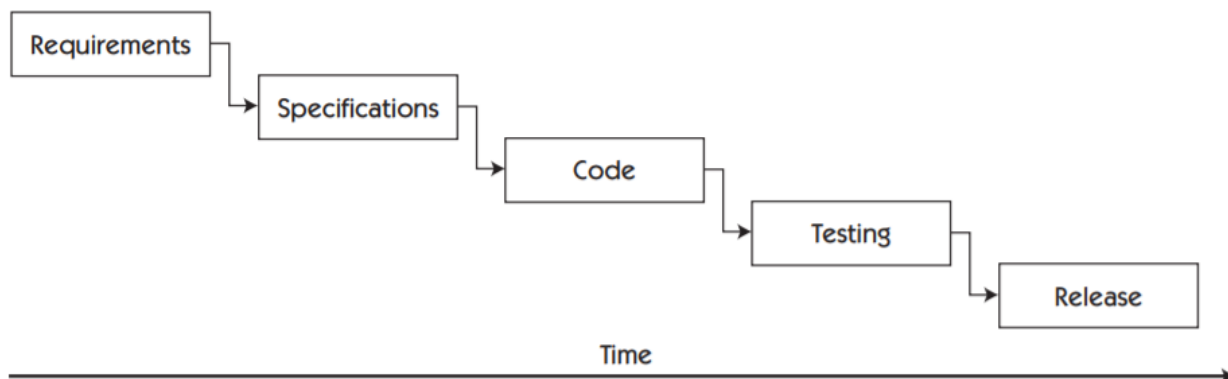 Requirements
Specifications
Code
Testing
Release
Time